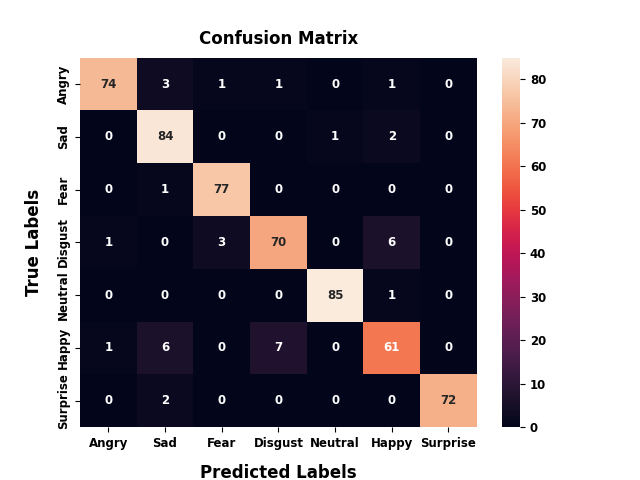 Confusion Matrix
Angry 74 3 1 1 0 1 0
Sad 0 84 0 0 1 2 0
Fear 0 1 77 0 0 0 0
Disgust 1 0 3 70 0 6 0
Neutral 0 0 0 0 85 1 0
Happy 1 6 0 7 0 61 0
Surprise 0 2 0 0 0 0 72
Angry Sad Fear Disgust Neutral Happy Surprise
Predicted Labels
True Labels
80
70
60
50
40
30
20
10
0